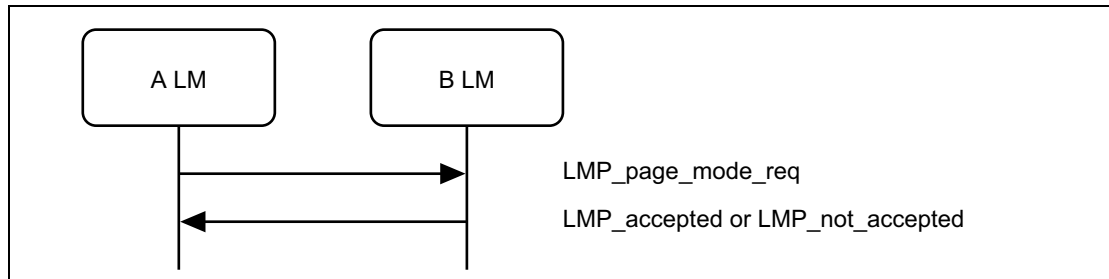 A LM
B LM
LMP_page_mode_req
LMP_accepted or LMP_not_accepted